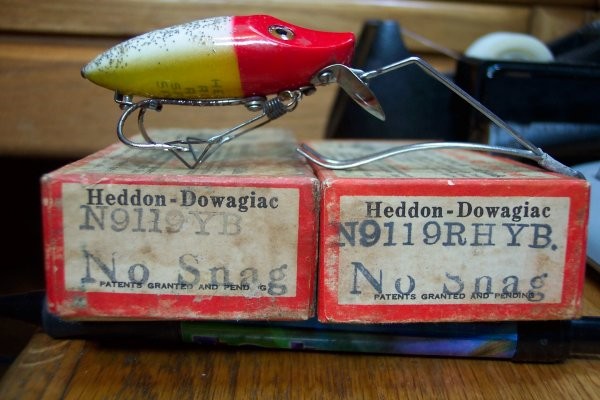 Heddon-Dowagiac
N9119YB
No Snag
PATENTS GRANTED AND PENDING
Heddon-Dowagiac
N9119RHYB.
No Snag
PATENTS GRANTED AND PENDING